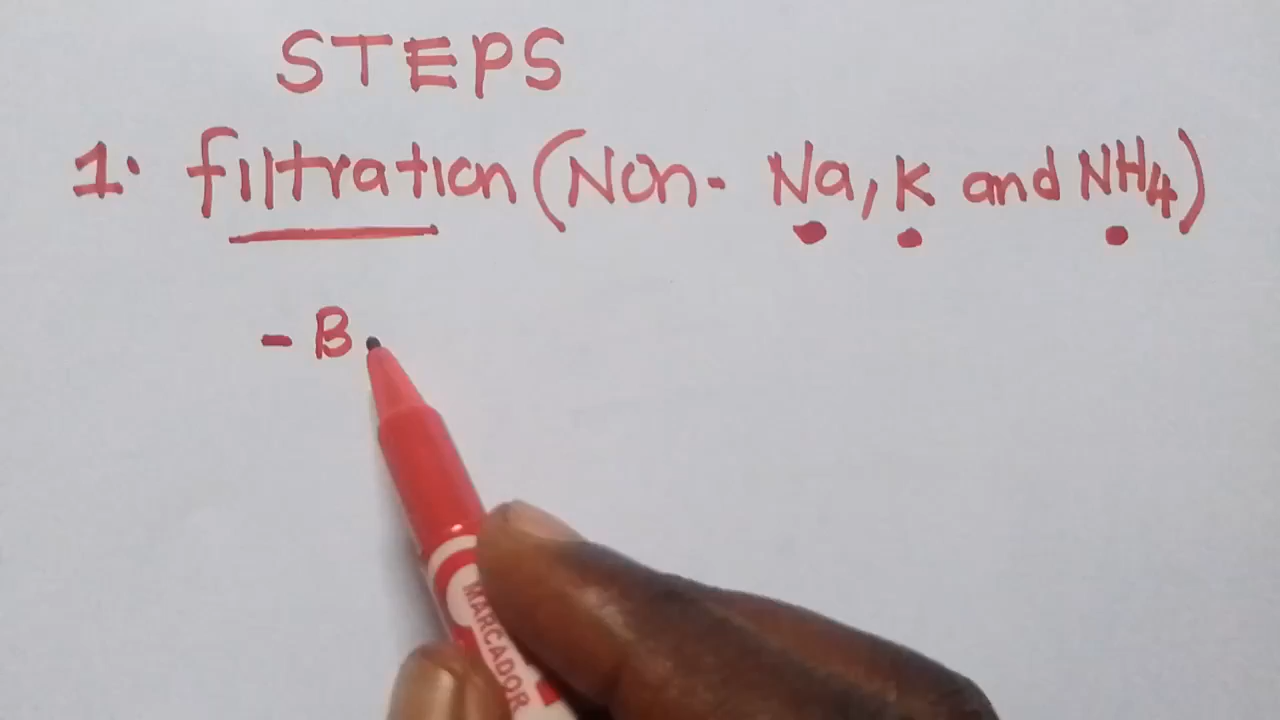 STEPS
1. filtration (Non- Na, K and NH4)
- B
MARCADOR